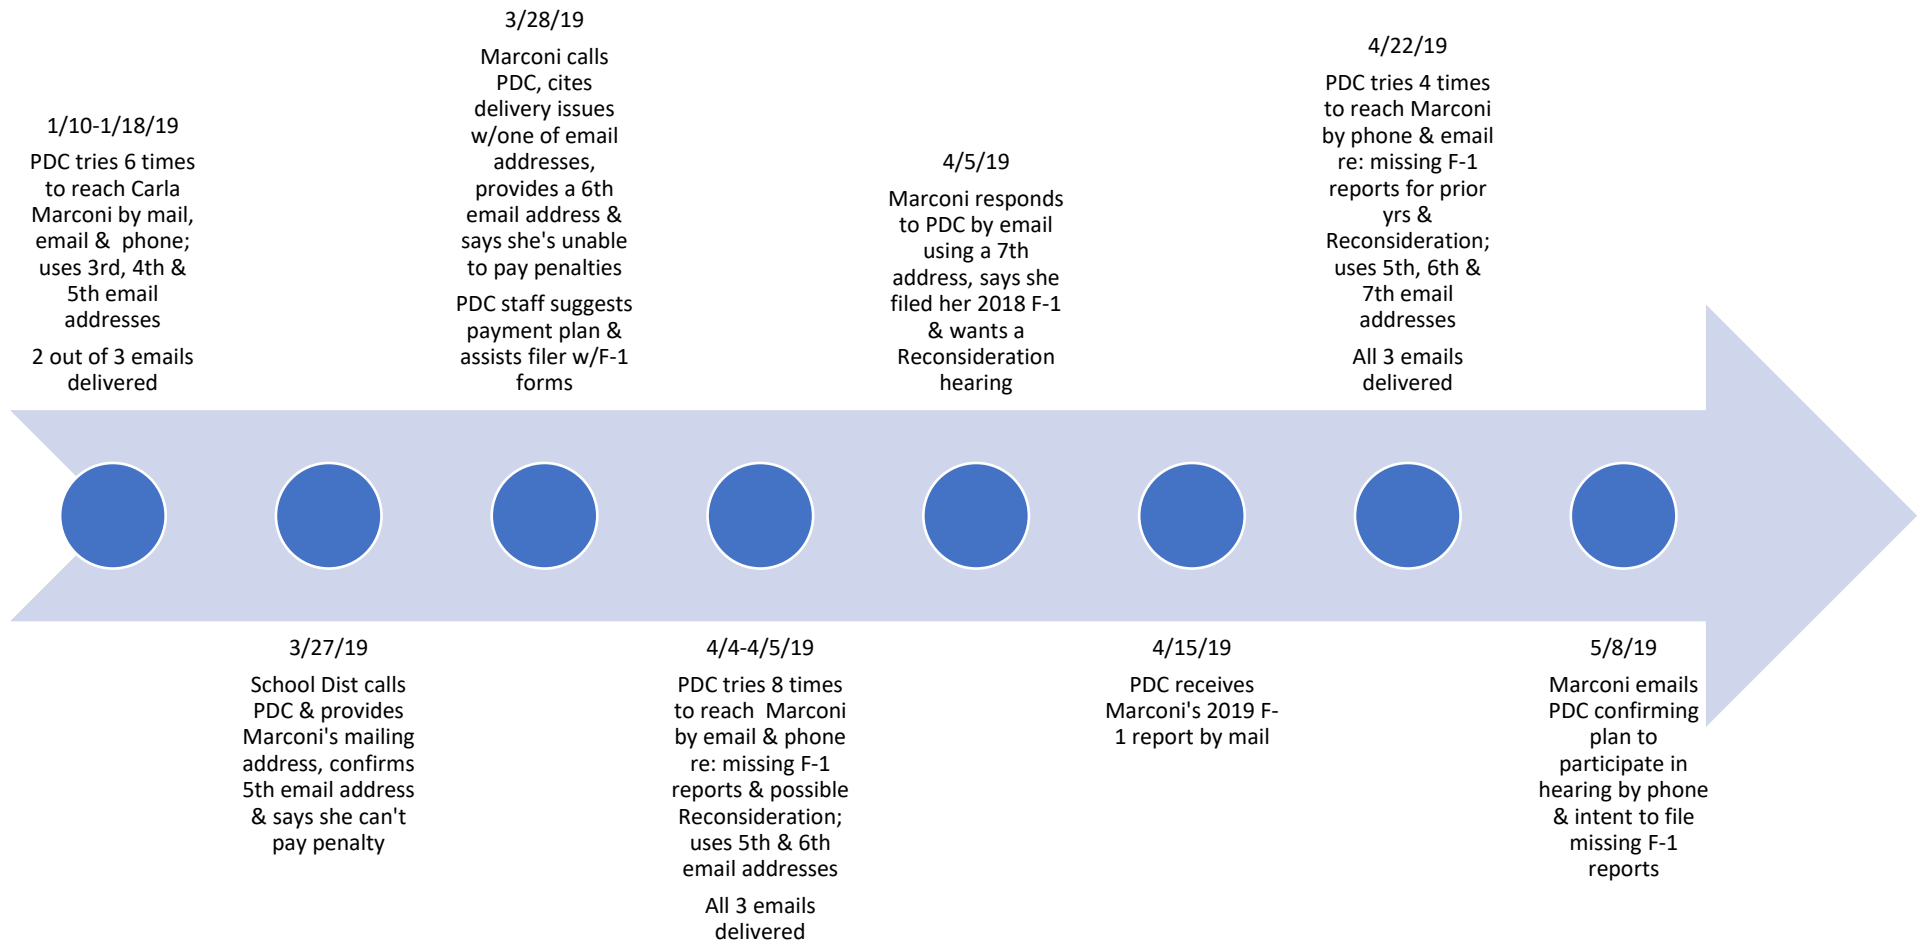 1/10-1/18/19
PDC tries 6 times
to reach Carla
Marconi by mail,
email &  phone;
uses 3rd, 4th &
5th email
addresses
2 out of 3 emails
delivered
3/27/19
School Dist calls
PDC & provides
Marconi's mailing
address, confirms
5th email address
& says she can't
pay penalty
3/28/19
Marconi calls
PDC, cites
delivery issues
w/one of email
addresses,
provides a 6th
email address &
says she's unable
to pay penalties
PDC staff suggests
payment plan &
assists filer w/F-1
forms
4/4-4/5/19
PDC tries 8 times
to reach  Marconi
by email & phone
re: missing F-1
reports & possible
Reconsideration;
uses 5th & 6th
email addresses
All 3 emails
delivered
4/5/19
Marconi responds
to PDC by email
using a 7th
address, says she
filed her 2018 F-1
& wants a
Reconsideration
hearing
4/15/19
PDC receives
Marconi's 2019 F-
1 report by mail
4/22/19
PDC tries 4 times
to reach Marconi
by phone & email
re: missing F-1
reports for prior
yrs &
Reconsideration;
uses 5th, 6th &
7th email
addresses
All 3 emails
delivered
5/8/19
Marconi emails
PDC confirming
plan to
participate in
hearing by phone
& intent to file
missing F-1
reports